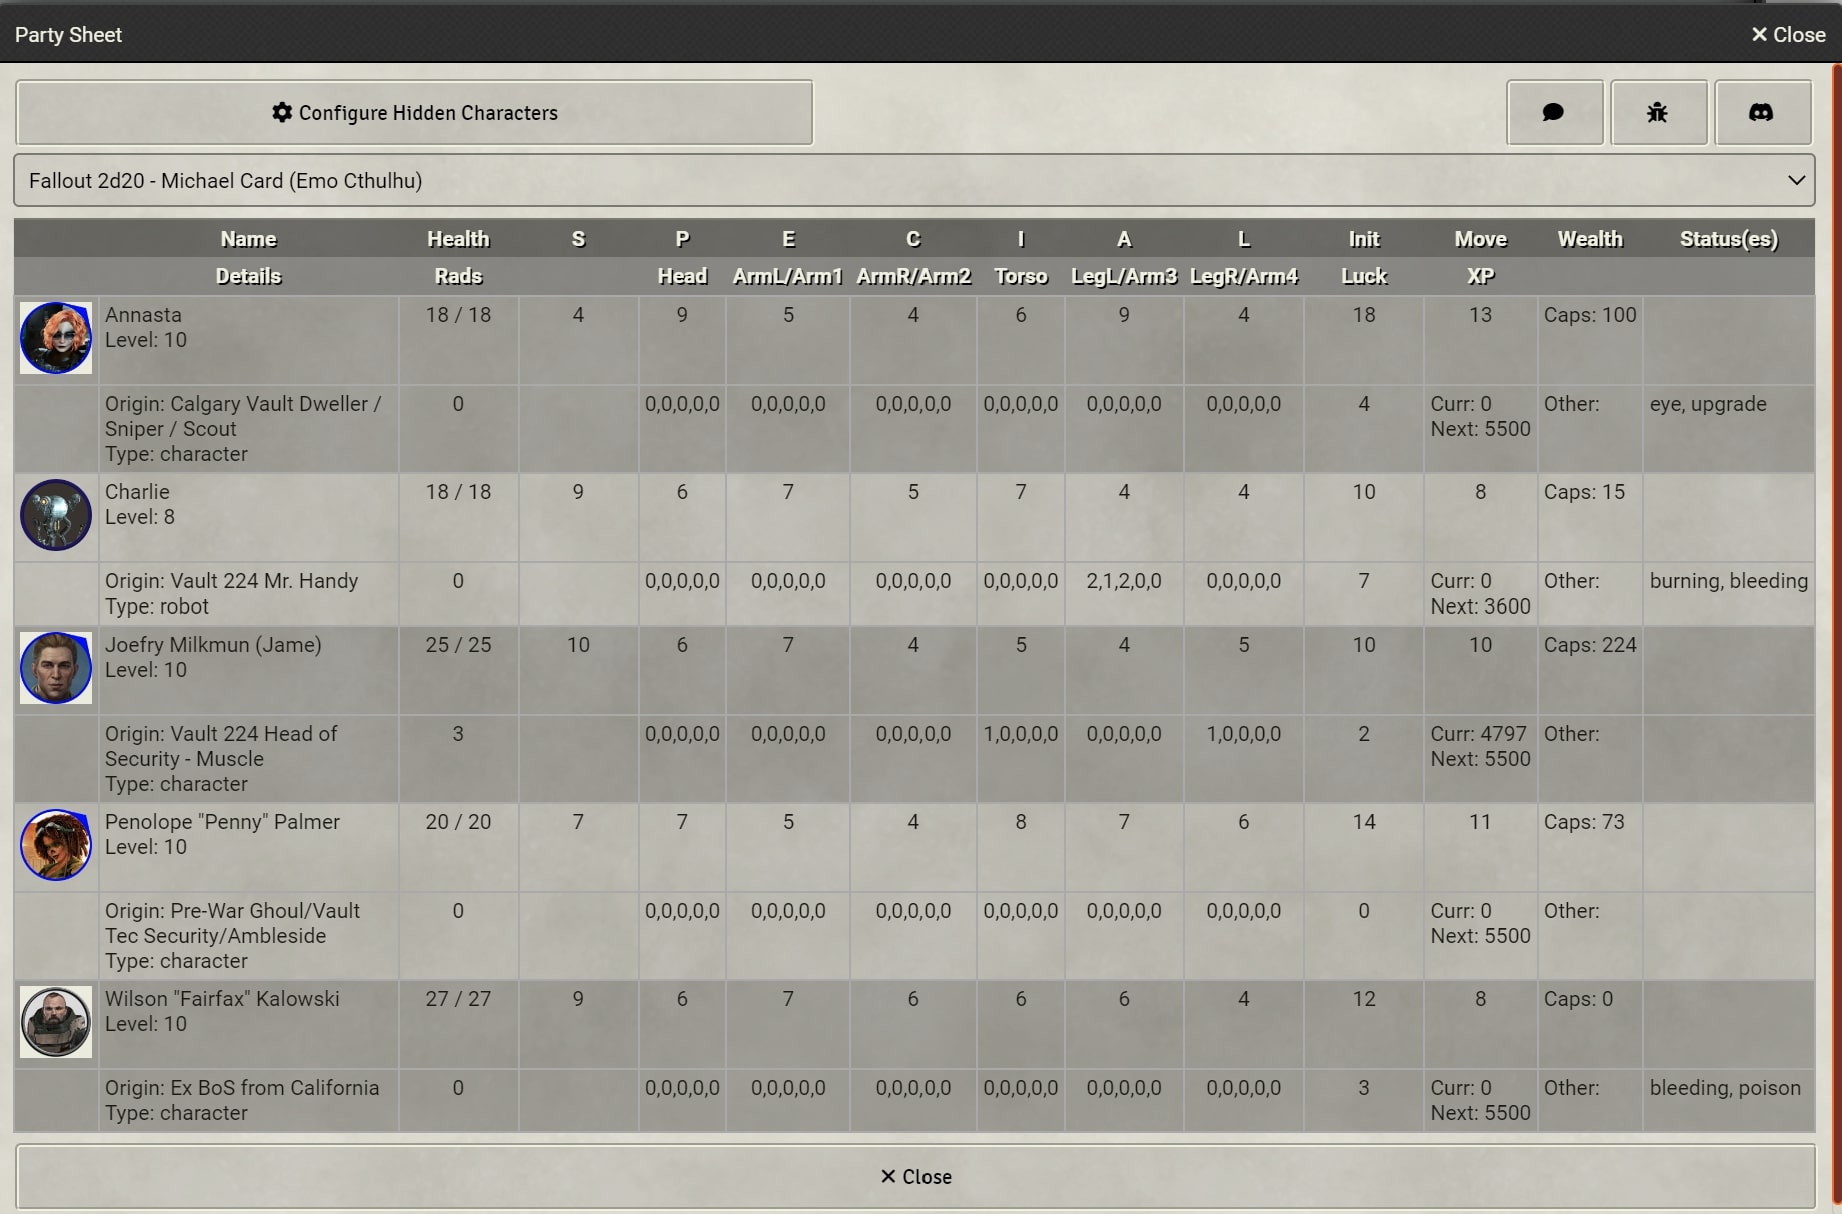 Party Sheet
Close
Configure Hidden Characters
Fallout 2d20 - Michael Card (Emo Cthulhu)
Name Health S P E C I A L Init Move Wealth Status(es)
Details Rads Head ArmL/Arm1 ArmR/Arm2 Torso LegL/Arm3 LegR/Arm4 Luck XP
Annasta 18 / 18 4 9 5 4 6 9 4 18 13 Caps: 100
Level: 10
Origin: Calgary Vault Dweller / 0 0,0,0,0,0 0,0,0,0,0 0,0,0,0,0 0,0,0,0,0 0,0,0,0,0 0,0,0,0,0 4 Curr: 0 Other: eye, upgrade
Sniper / Scout Next: 5500
Type: character
Charlie 18 / 18 9 6 7 5 7 4 4 10 8 Caps: 15
Level: 8
Origin: Vault 224 Mr. Handy 0 0,0,0,0,0 0,0,0,0,0 0,0,0,0,0 0,0,0,0,0 2,1,2,0,0 0,0,0,0,0 7 Curr: 0 Other: burning, bleeding
Type: robot Next: 3600
Joefry Milkmun (Jame) 25 / 25 10 6 7 4 5 4 5 10 10 Caps: 224
Level: 10
Origin: Vault 224 Head of 3 0,0,0,0,0 0,0,0,0,0 0,0,0,0,0 1,0,0,0,0 0,0,0,0,0 1,0,0,0,0 2 Curr: 4797 Other:
Security - Muscle Next: 5500
Type: character
Penolope "Penny" Palmer 20 / 20 7 7 5 4 8 7 6 14 11 Caps: 73
Level: 10
Origin: Pre-War Ghoul/Vault 0 0,0,0,0,0 0,0,0,0,0 0,0,0,0,0 0,0,0,0,0 0,0,0,0,0 0,0,0,0,0 0 Curr: 0 Other:
Tec Security/Ambleside Next: 5500
Type: character
Wilson "Fairfax" Kalowski 27 / 27 9 6 7 6 6 6 4 12 8 Caps: 0
Level: 10
Origin: Ex BoS from California 0 0,0,0,0,0 0,0,0,0,0 0,0,0,0,0 0,0,0,0,0 0,0,0,0,0 0,0,0,0,0 3 Curr: 0 Other: bleeding, poison
Type: character Next: 5500
Close